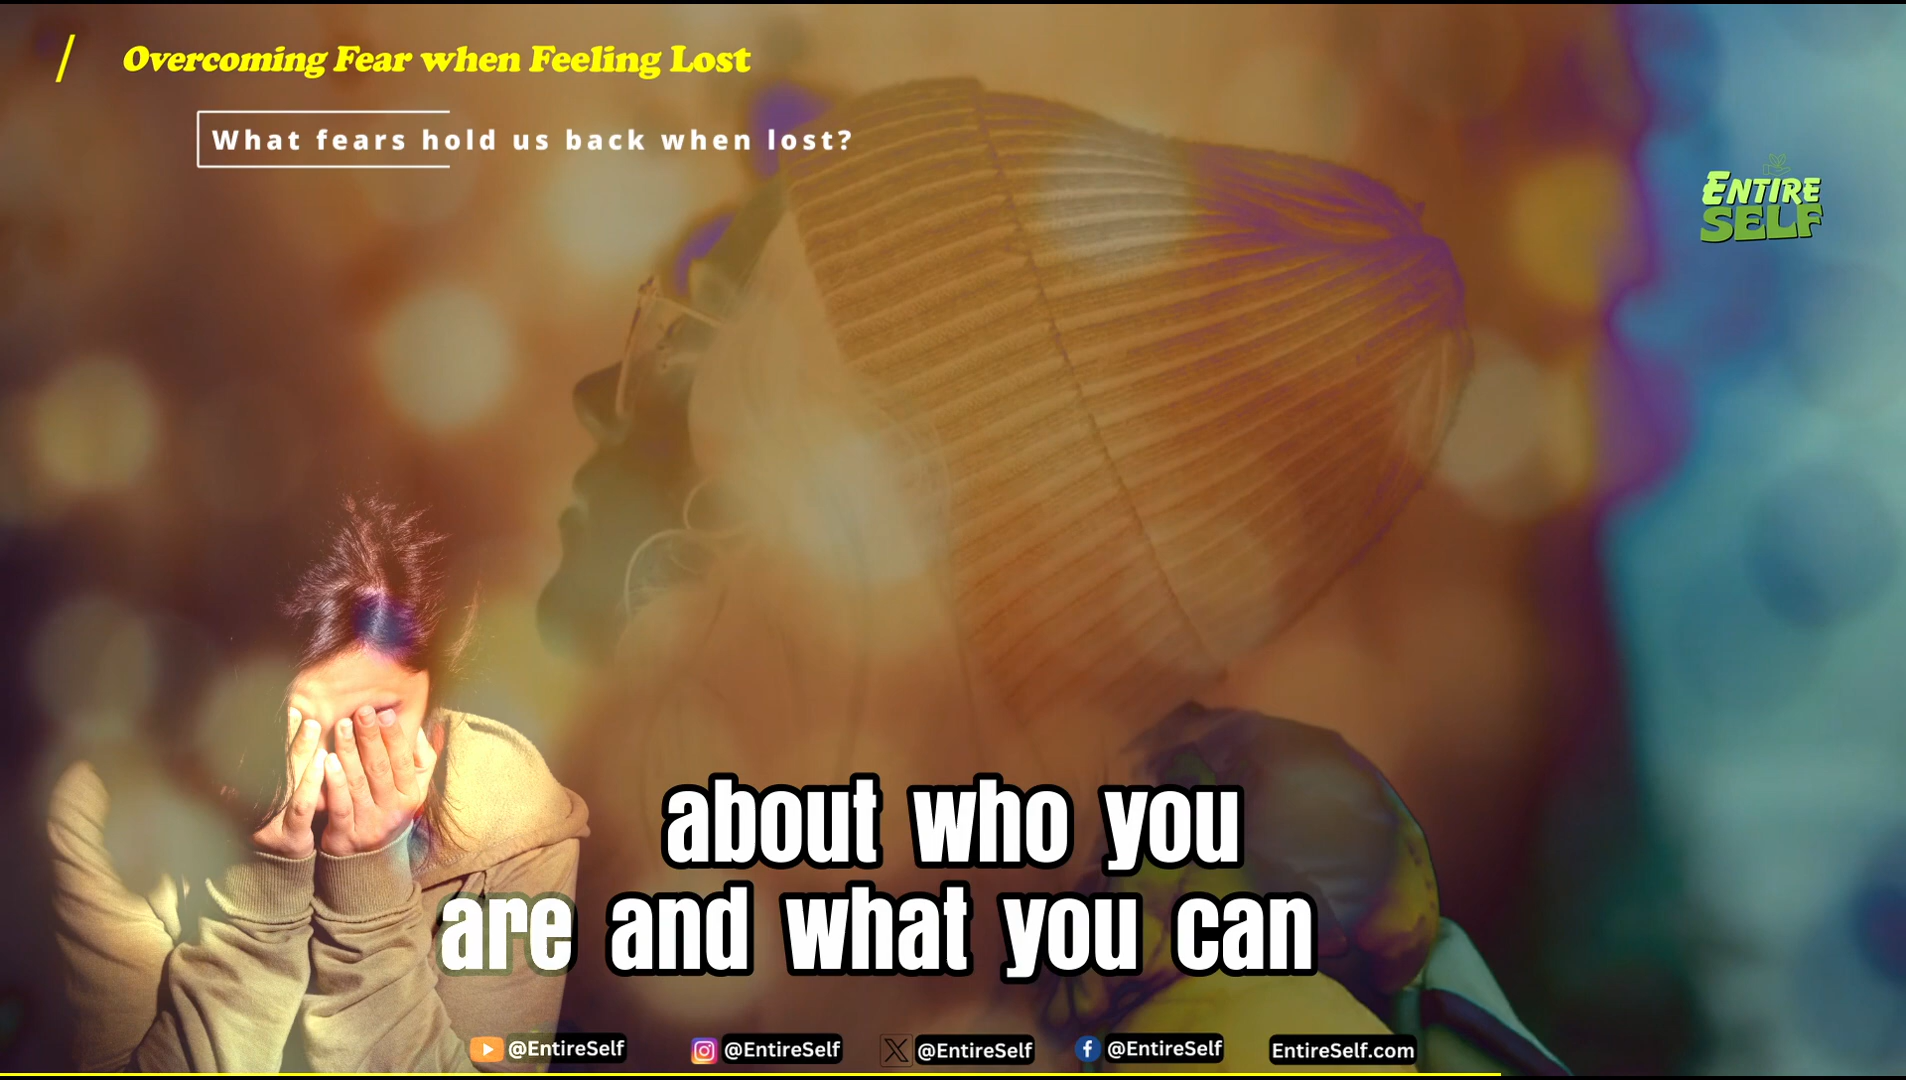 Overcoming Fear when Feeling Lost
What fears hold us back when lost?
ENTIRE
SELF
about who you
are and what you can
@EntireSelf @EntireSelf @EntireSelf @EntireSelf EntireSelf.com